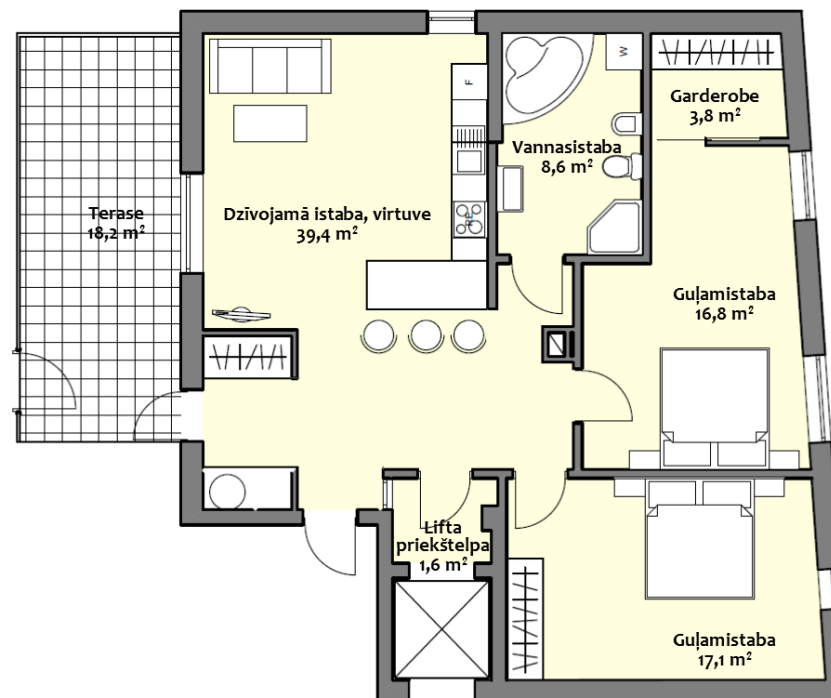 Garderobe
3,8 m²
Vannasistaba
8,6 m²
W
F
Terase
18,2 m²
Dzīvojamā istaba, virtuve
39,4 m²
Guļamistaba
16,8 m²
Lifta
priekštelpa
1,6 m²
Guļamistaba
17,1 m²